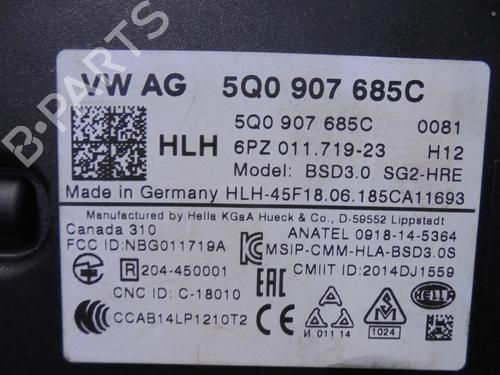 VW AG 5Q0 907 685C
5Q0 907 685C 0081
HLH 6PZ 011.719-23 H12
Model: BSD3.0 SG2-HRE
Made in Germany HLH-45F18.06.185CA11693
Manufactured by Hella KGaA Hueck & Co., D-59552 Lippstadt
Canada 310 ANATEL 0918-14-5364
FCC ID:NBG011719A MSIP-CMM-HLA-BSD3.0S
R 204-450001 EAC CMIIT ID:2014DJ1559
CNC ID: C-18010
CCAB14LP1210T2 N 011 14 SM 1024 HELLA
B-PARTS